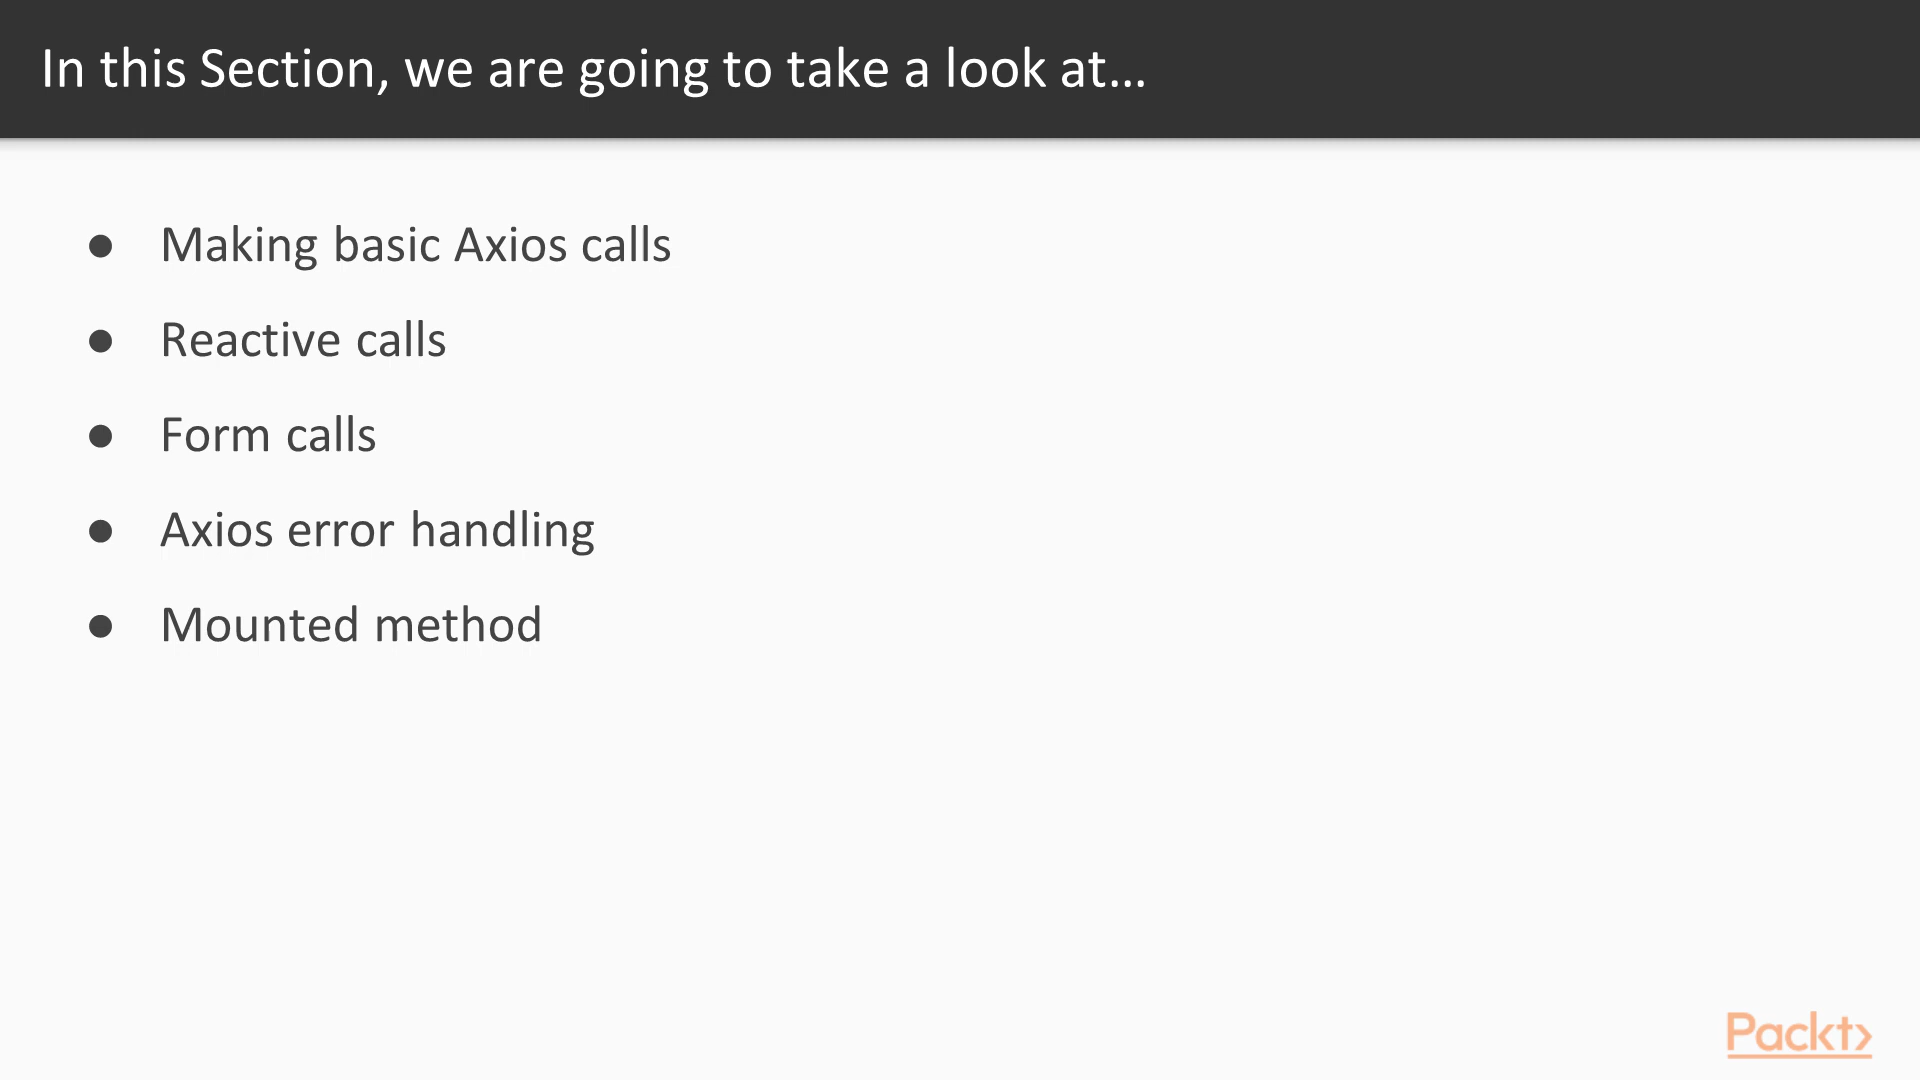 In this Section, we are going to take a look at...
● Making basic Axios calls
● Reactive calls
● Form calls
● Axios error handling
● Mounted method
Packt>